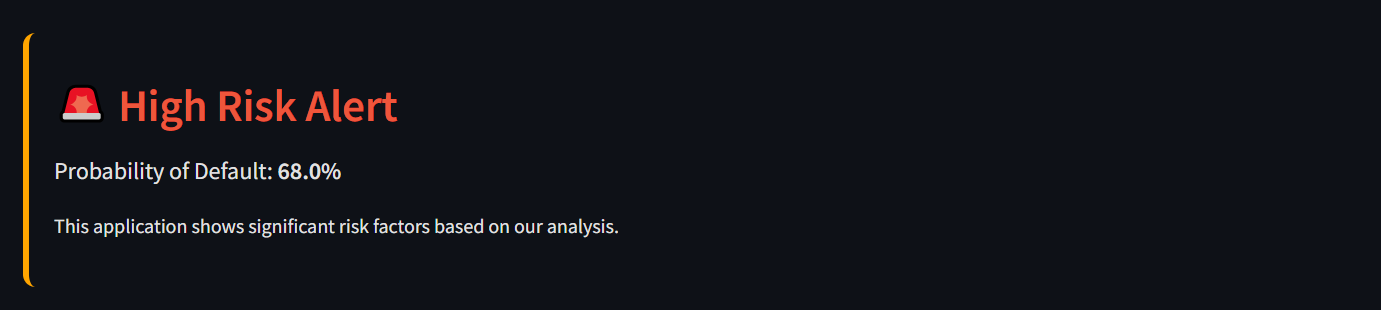 🚨 High Risk Alert
Probability of Default: 68.0%
This application shows significant risk factors based on our analysis.